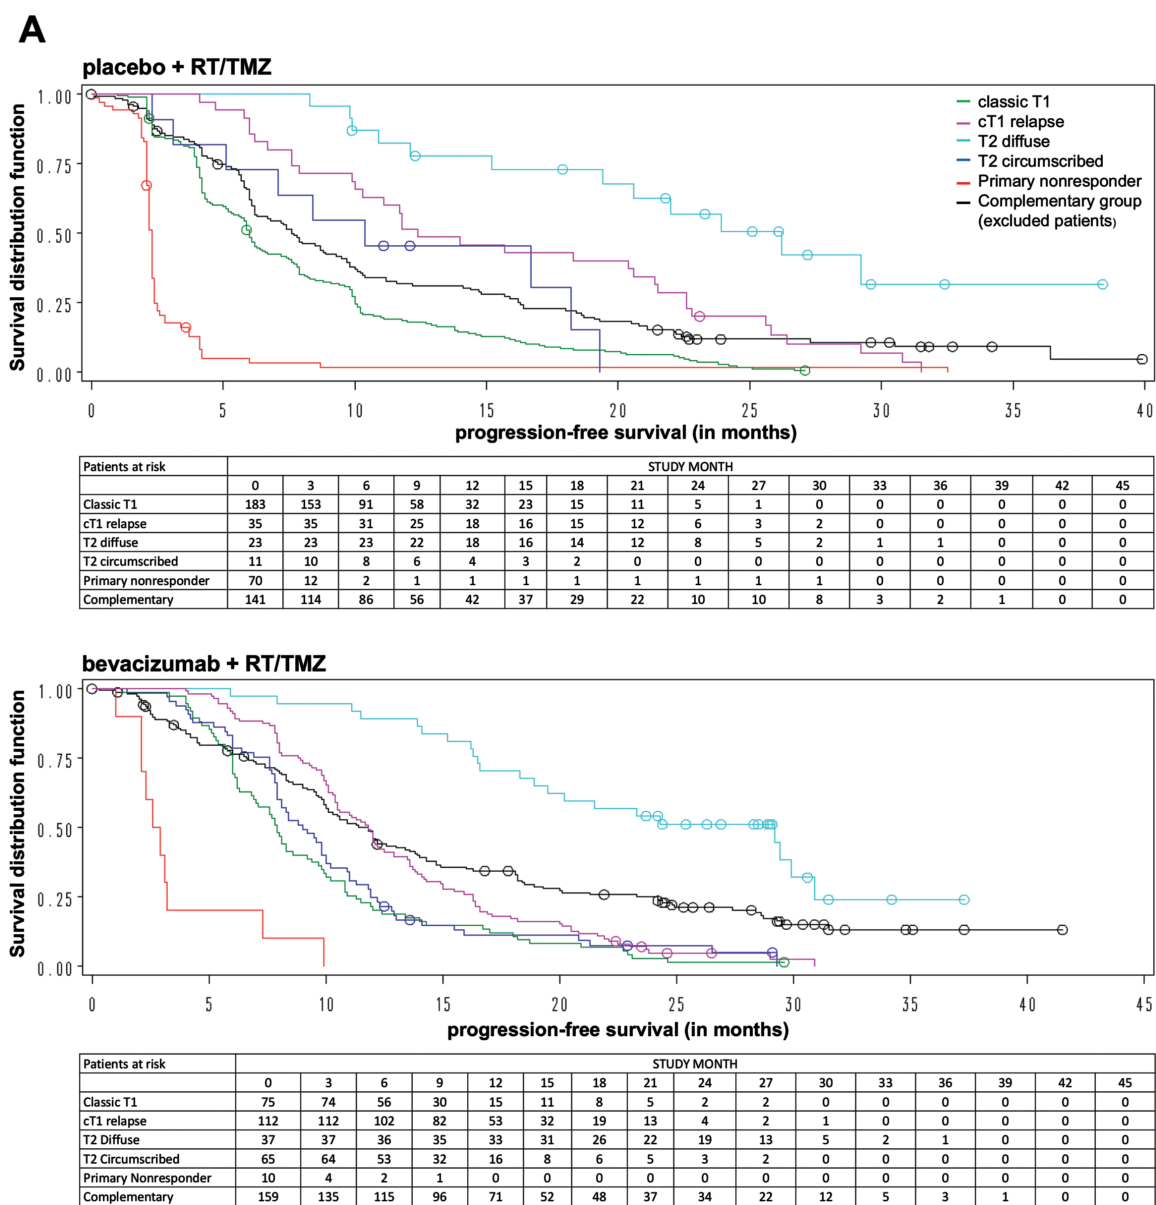 A
placebo + RT/TMZ
Survival distribution function
1.00
0.75
0.50
0.25
0.00
classic T1
cT1 relapse
T2 diffuse
T2 circumscribed
Primary nonresponder
Complementary group
(excluded patients)
0 5 10 15 20 25 30 35 40
progression-free survival (in months)
Patients at risk STUDY MONTH
0 3 6 9 12 15 18 21 24 27 30 33 36 39 42 45
Classic T1 183 153 91 58 32 23 15 11 5 1 0 0 0 0 0 0
cT1 relapse 35 35 31 25 18 16 15 12 6 3 2 0 0 0 0 0
T2 diffuse 23 23 23 22 18 16 14 12 8 5 2 1 1 0 0 0
T2 circumscribed 11 10 8 6 4 3 2 0 0 0 0 0 0 0 0 0
Primary nonresponder 70 12 2 1 1 1 1 1 1 1 1 0 0 0 0 0
Complementary 141 114 86 56 42 37 29 22 10 10 8 3 2 1 0 0
bevacizumab + RT/TMZ
Survival distribution function
1.00
0.75
0.50
0.25
0.00
0 5 10 15 20 25 30 35 40 45
progression-free survival (in months)
Patients at risk STUDY MONTH
0 3 6 9 12 15 18 21 24 27 30 33 36 39 42 45
Classic T1 75 74 56 30 15 11 8 5 2 2 0 0 0 0 0 0
cT1 relapse 112 112 102 82 53 32 19 13 4 2 1 0 0 0 0 0
T2 Diffuse 37 37 36 35 33 31 26 22 19 13 5 2 1 0 0 0
T2 Circumscribed 65 64 53 32 16 8 6 5 3 2 0 0 0 0 0 0
Primary Nonresponder 10 4 2 1 0 0 0 0 0 0 0 0 0 0 0 0
Complementary 159 135 115 96 71 52 48 37 34 22 12 5 3 1 0 0